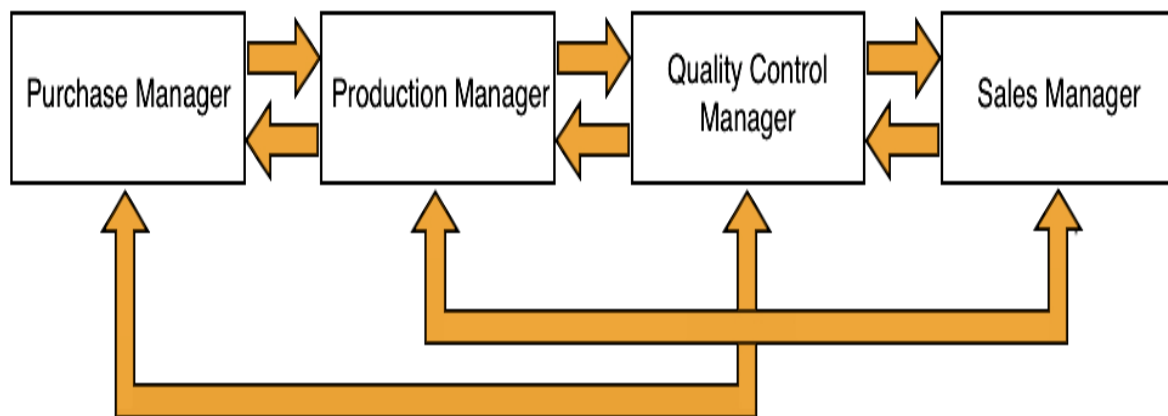 Purchase Manager
Production Manager
Quality Control
Manager
Sales Manager